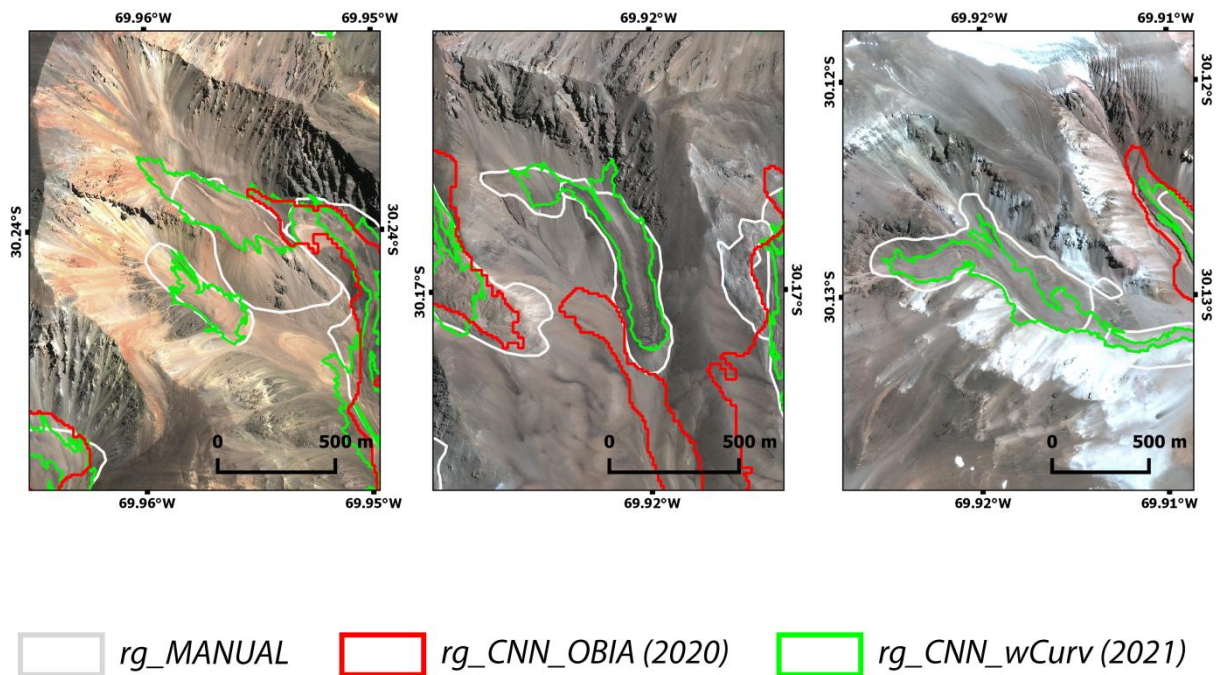 69.96°W
69.95°W
69.92°W
69.92°W
69.91°W
30.24°S
30.24°S
30.17°S
30.17°S
30.12°S
30.12°S
30.13°S
30.13°S
0 500 m
0 500 m
0 500 m
69.96°W
69.95°W
69.92°W
69.92°W
69.91°W
rg_MANUAL
rg_CNN_OBIA (2020)
rg_CNN_wCurv (2021)